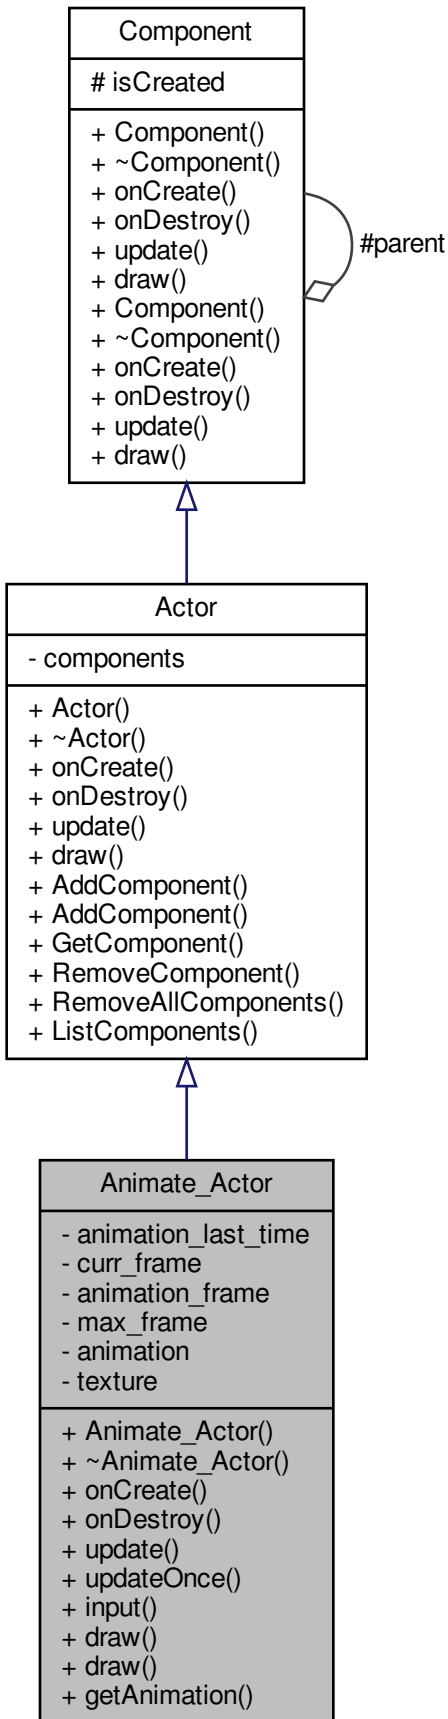 Component
# isCreated
+ Component()
+ ~Component()
+ onCreate()
+ onDestroy()
+ update()
+ draw()
+ Component()
+ ~Component()
+ onCreate()
+ onDestroy()
+ update()
+ draw()
#parent
Actor
- components
+ Actor()
+ ~Actor()
+ onCreate()
+ onDestroy()
+ update()
+ draw()
+ AddComponent()
+ AddComponent()
+ GetComponent()
+ RemoveComponent()
+ RemoveAllComponents()
+ ListComponents()
Animate_Actor
- animation_last_time
- curr_frame
- animation_frame
- max_frame
- animation
- texture
+ Animate_Actor()
+ ~Animate_Actor()
+ onCreate()
+ onDestroy()
+ update()
+ updateOnce()
+ input()
+ draw()
+ draw()
+ getAnimation()